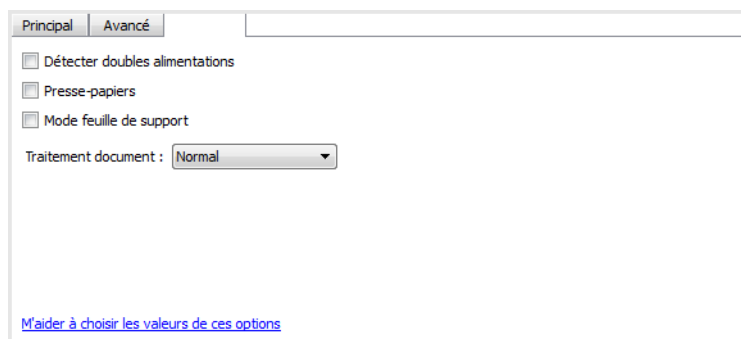 Principal Avancé
Détecter doubles alimentations
Presse-papiers
Mode feuille de support
Traitement document : Normal
M'aider à choisir les valeurs de ces options